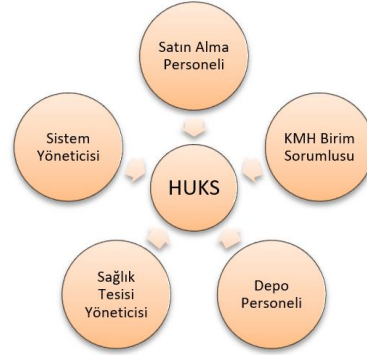 Satın Alma
Personeli
Sistem
Yöneticisi
KMH Birim
Sorumlusu
HUKS
Sağlık
Tesisi
Yöneticisi
Depo
Personeli